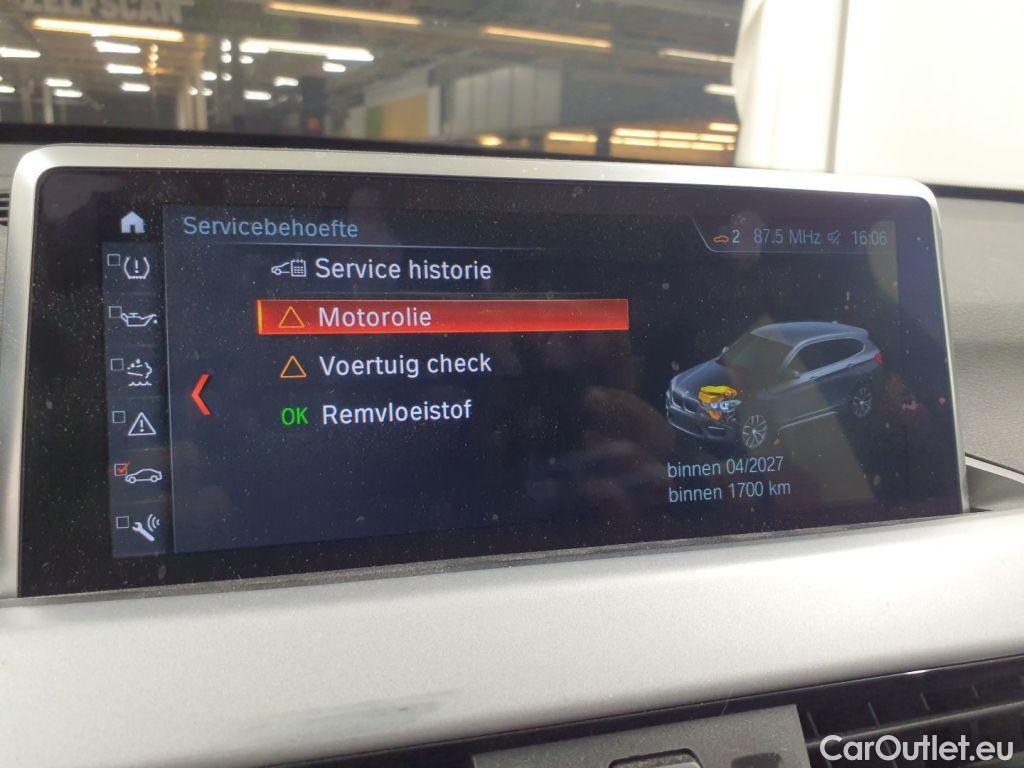 ZELFSCAN
Servicebehoefte
2 87.5 MHz 16:06
Service historie
Motorolie
Voertuig check
OK Remvloeistof
binnen 04/2027
binnen 1700 km
CarOutlet.eu